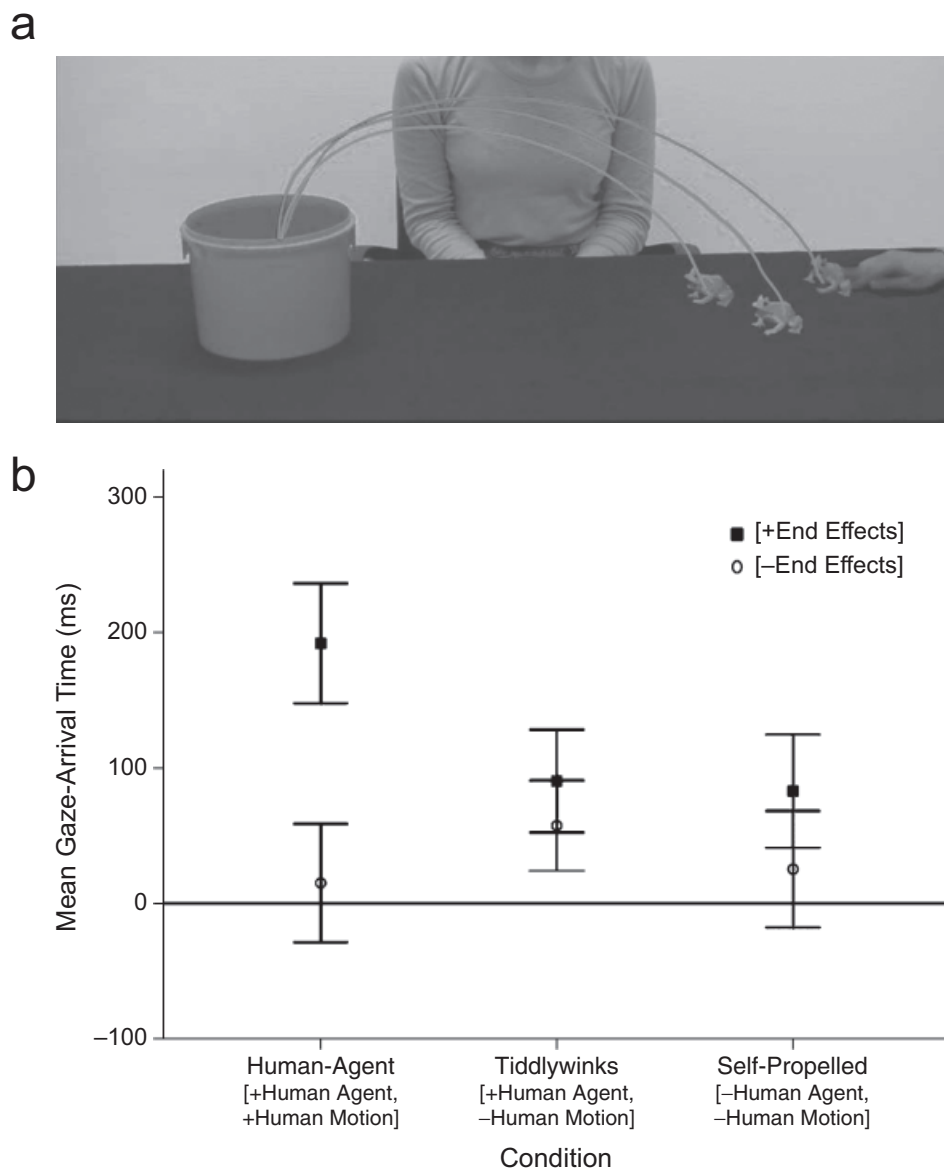 a
b
300
200
100
0
–100
Mean Gaze-Arrival Time (ms)
[+End Effects]
[–End Effects]
Human-Agent
[+Human Agent,
+Human Motion]
Tiddlywinks
[+Human Agent,
–Human Motion]
Self-Propelled
[–Human Agent,
–Human Motion]
Condition